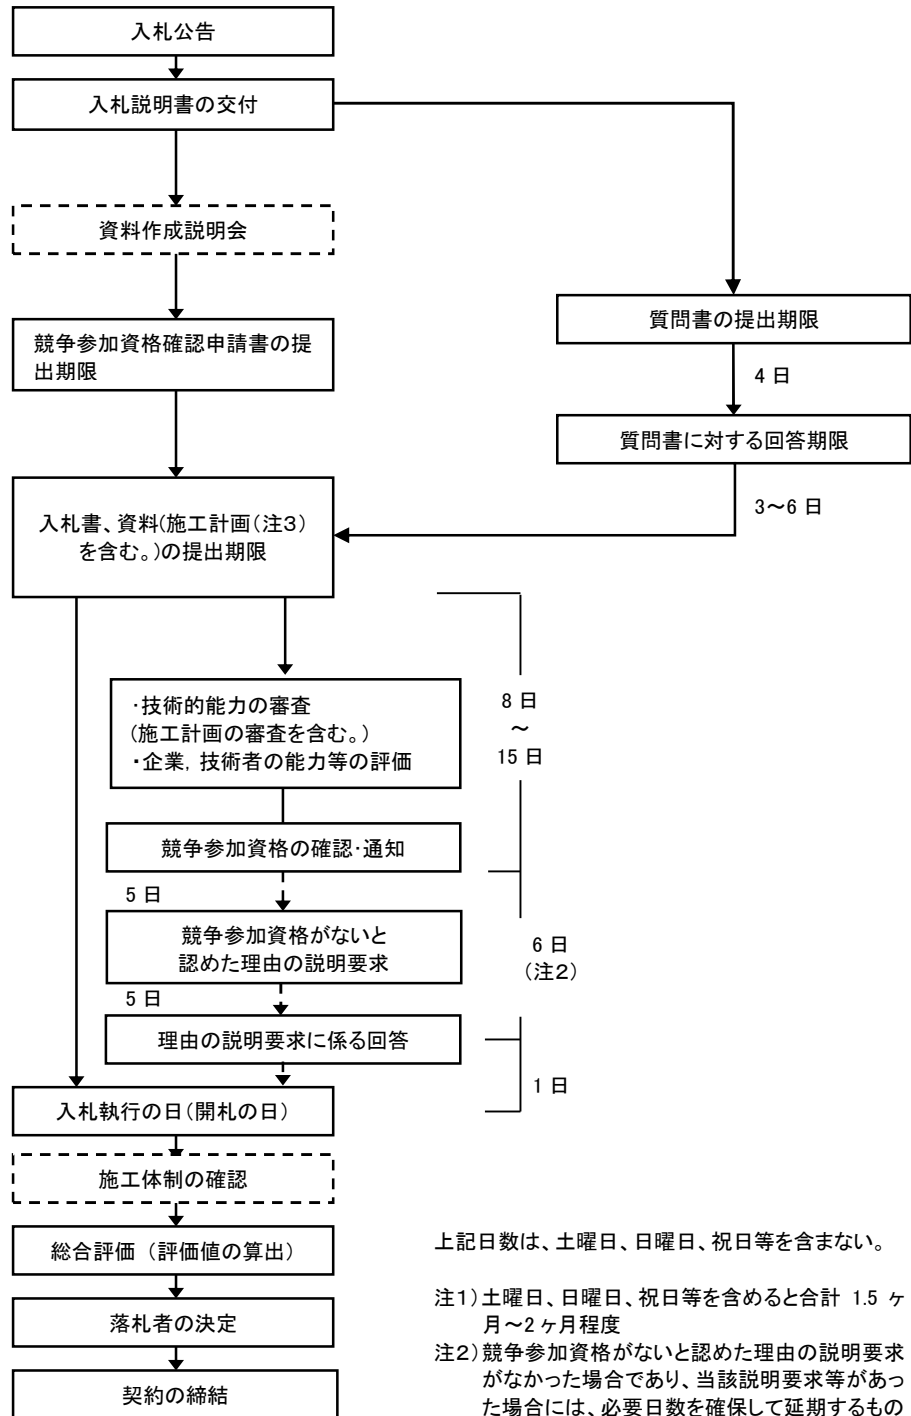 入札公告
入札説明書の交付
資料作成説明会
競争参加資格確認申請書の提
出期限
質問書の提出期限
4 日
質問書に対する回答期限
3～6 日
入札書、資料(施工計画(注３)
を含む。)の提出期限
・技術的能力の審査
(施工計画の審査を含む。)
・企業，技術者の能力等の評価
8 日
～
15 日
競争参加資格の確認・通知
5 日
競争参加資格がないと
認めた理由の説明要求
6 日
(注２)
5 日
理由の説明要求に係る回答
1 日
入札執行の日(開札の日)
施工体制の確認
総合評価（評価値の算出）
落札者の決定
契約の締結
上記日数は、土曜日、日曜日、祝日等を含まない。
注１)土曜日、日曜日、祝日等を含めると合計 1.5 ヶ
月～2 ヶ月程度
注２)競争参加資格がないと認めた理由の説明要求
がなかった場合であり、当該説明要求等があっ
た場合には、必要日数を確保して延期するもの